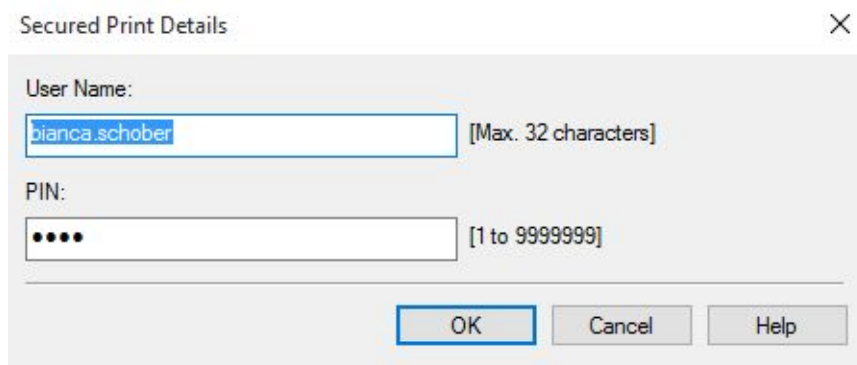 Secured Print Details
User Name:
bianca.schober [Max. 32 characters]
PIN:
•••• [1 to 9999999]
OK Cancel Help